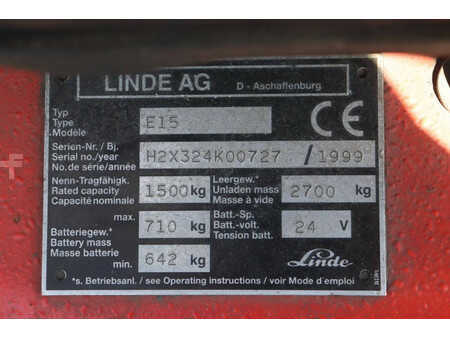 LINDE AG D - Aschaffenburg
Typ
Type E15
Modèle
CE
Serien-Nr. / Bj.
Serial no./year H2X324K00727 / 1999
No. de série/année
Nenn-Tragfähigk. Leergew.*
Rated capacity 1500 kg Unladen mass 2700 kg
Capacité nominale Masse à vide
max. Batt.-Sp.
Batteriegew.* 710 kg Batt.-volt. 24 V
Battery mass Tension batt.
Masse batterie
min. 642 kg Linde
*s. Betriebsanl. / see Operating instructions / voir Mode d'emploi